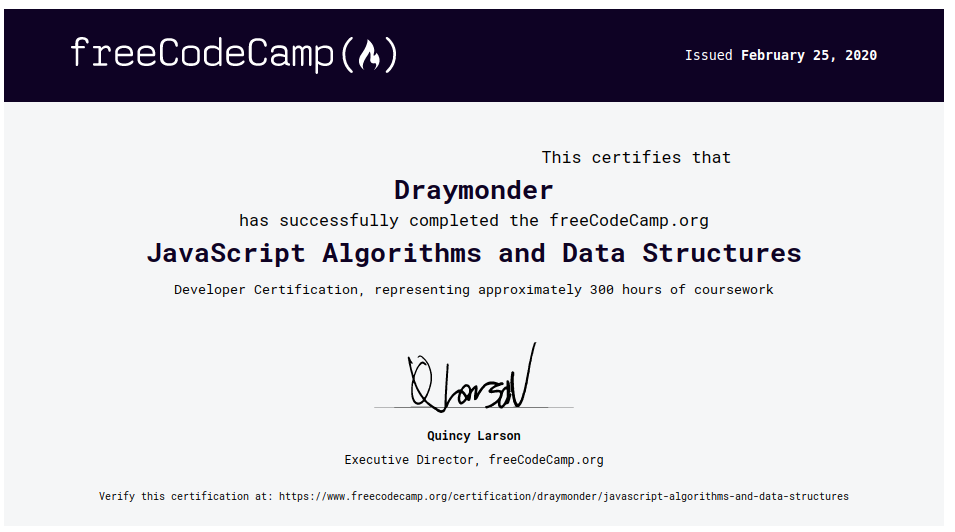 freeCodeCamp(🔥)
Issued February 25, 2020
This certifies that
Draymonder
has successfully completed the freeCodeCamp.org
JavaScript Algorithms and Data Structures
Developer Certification, representing approximately 300 hours of coursework
QLarson
Quincy Larson
Executive Director, freeCodeCamp.org
Verify this certification at: https://www.freecodecamp.org/certification/draymonder/javascript-algorithms-and-data-structures